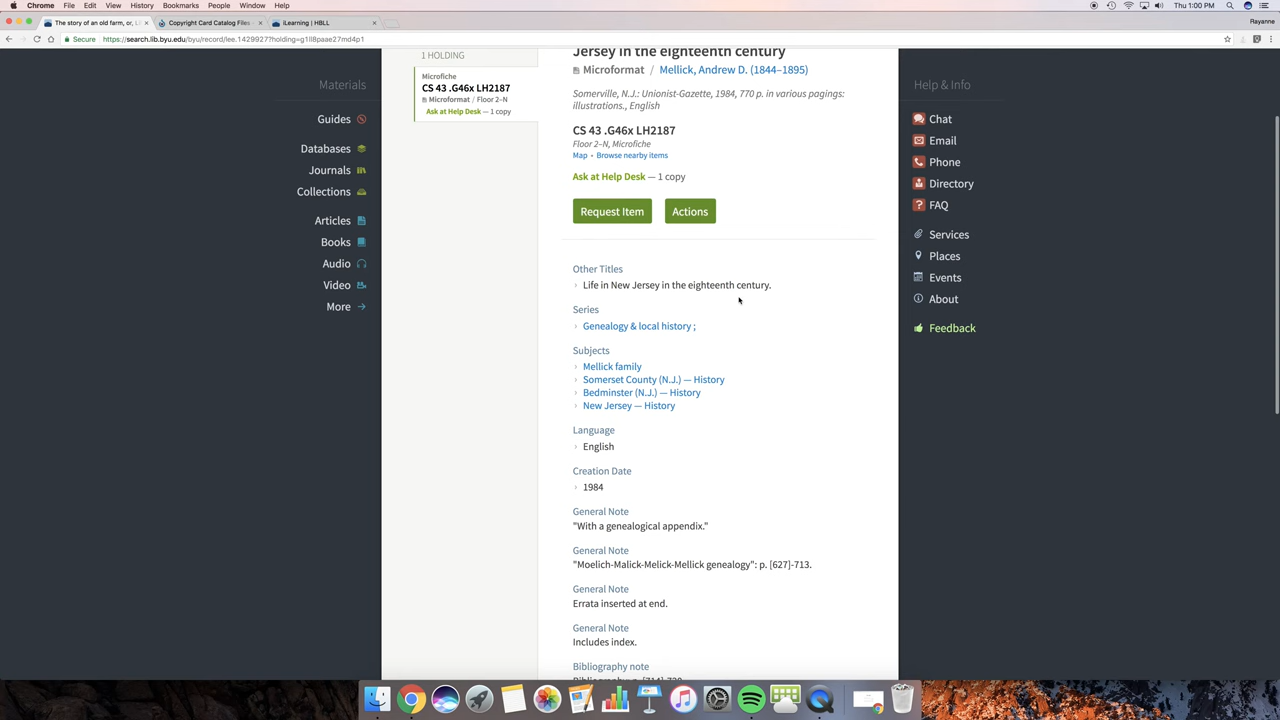 Chrome File Edit View History Bookmarks People Window Help
Thu 1:00 PM
The story of an old farm, or, Li
Copyright Card Catalog Files -
iLearning | HBLL
Rayanne
Secure https://search.lib.byu.edu/byu/record/lee.1429927?holding=g1ll8paae27md4p1
Materials
Guides
Databases
Journals
Collections
Articles
Books
Audio
Video
More
1 HOLDING
Microfiche
CS 43 .G46x LH2187
Microformat / Floor 2–N
Ask at Help Desk — 1 copy
Jersey in the eighteenth century
Microformat / Mellick, Andrew D. (1844–1895)
Somerville, N.J.: Unionist-Gazette, 1984, 770 p. in various pagings:
illustrations., English
CS 43 .G46x LH2187
Floor 2–N, Microfiche
Map • Browse nearby items
Ask at Help Desk — 1 copy
Request Item
Actions
Other Titles
Life in New Jersey in the eighteenth century.
Series
Genealogy & local history ;
Subjects
Mellick family
Somerset County (N.J.) — History
Bedminster (N.J.) — History
New Jersey — History
Language
English
Creation Date
1984
General Note
"With a genealogical appendix."
General Note
"Moelich-Malick-Melick-Mellick genealogy": p. [627]-713.
General Note
Errata inserted at end.
General Note
Includes index.
Bibliography note
Help & Info
Chat
Email
Phone
Directory
FAQ
Services
Places
Events
About
Feedback